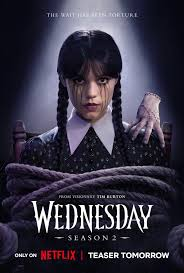 THE WAIT HAS BEEN TORTURE.
FROM VISIONARY TIM BURTON
WEDNESDAY
SEASON 2
ONLY ON NETFLIX | TEASER TOMORROW